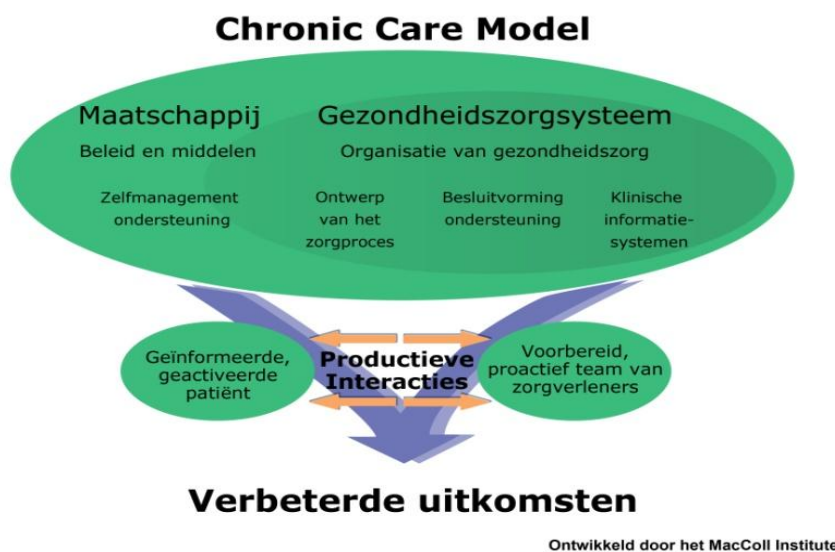 Chronic Care Model
Maatschappij
Beleid en middelen
Gezondheidszorgsysteem
Organisatie van gezondheidszorg
Zelfmanagement
ondersteuning
Ontwerp
van het
zorgproces
Besluitvorming
ondersteuning
Klinische
informatie-
systemen
Geïnformeerde,
geactiveerde
patiënt
Productieve
Interacties
Voorbereid,
proactief team van
zorgverleners
Verbeterde uitkomsten
Ontwikkeld door het MacColl Institute